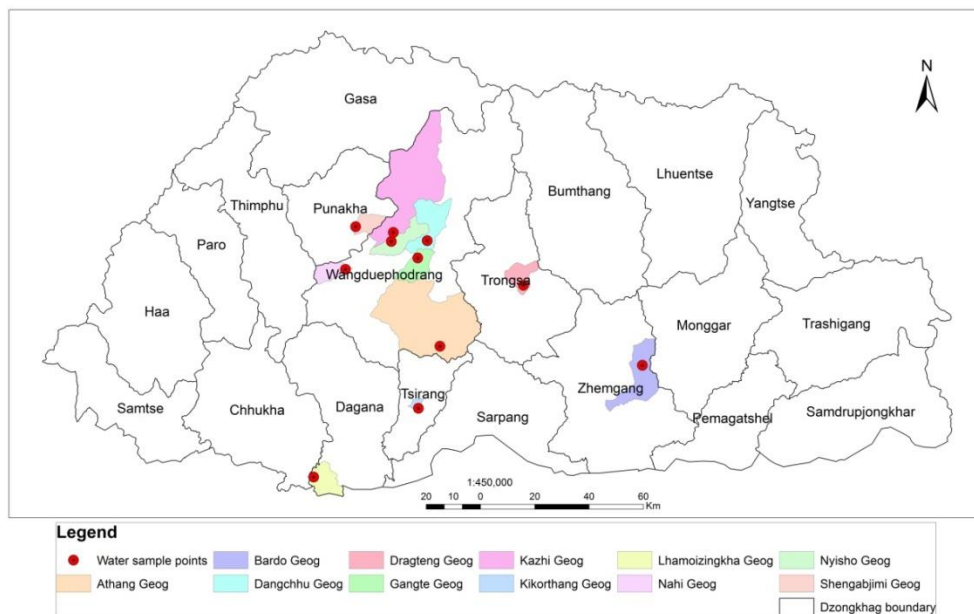 N
Gasa
Lhuentse
Bumthang
Yangtse
Thimphu
Punakha
Paro
Wangduephodrang
Trongsa
Haa
Monggar
Trashigang
Zhemgang
Tsirang
Samtse
Chhukha
Dagana
Sarpang
Pemagatshel
Samdrupjongkhar
1:450,000
20 10 0 20 40 60
Km
Legend
Water sample points Bardo Geog Dragteng Geog Kazhi Geog Lhamoizingkha Geog Nyisho Geog
Athang Geog Dangchhu Geog Gangte Geog Kikorthang Geog Nahi Geog Shengabjimi Geog
Dzongkhag boundary